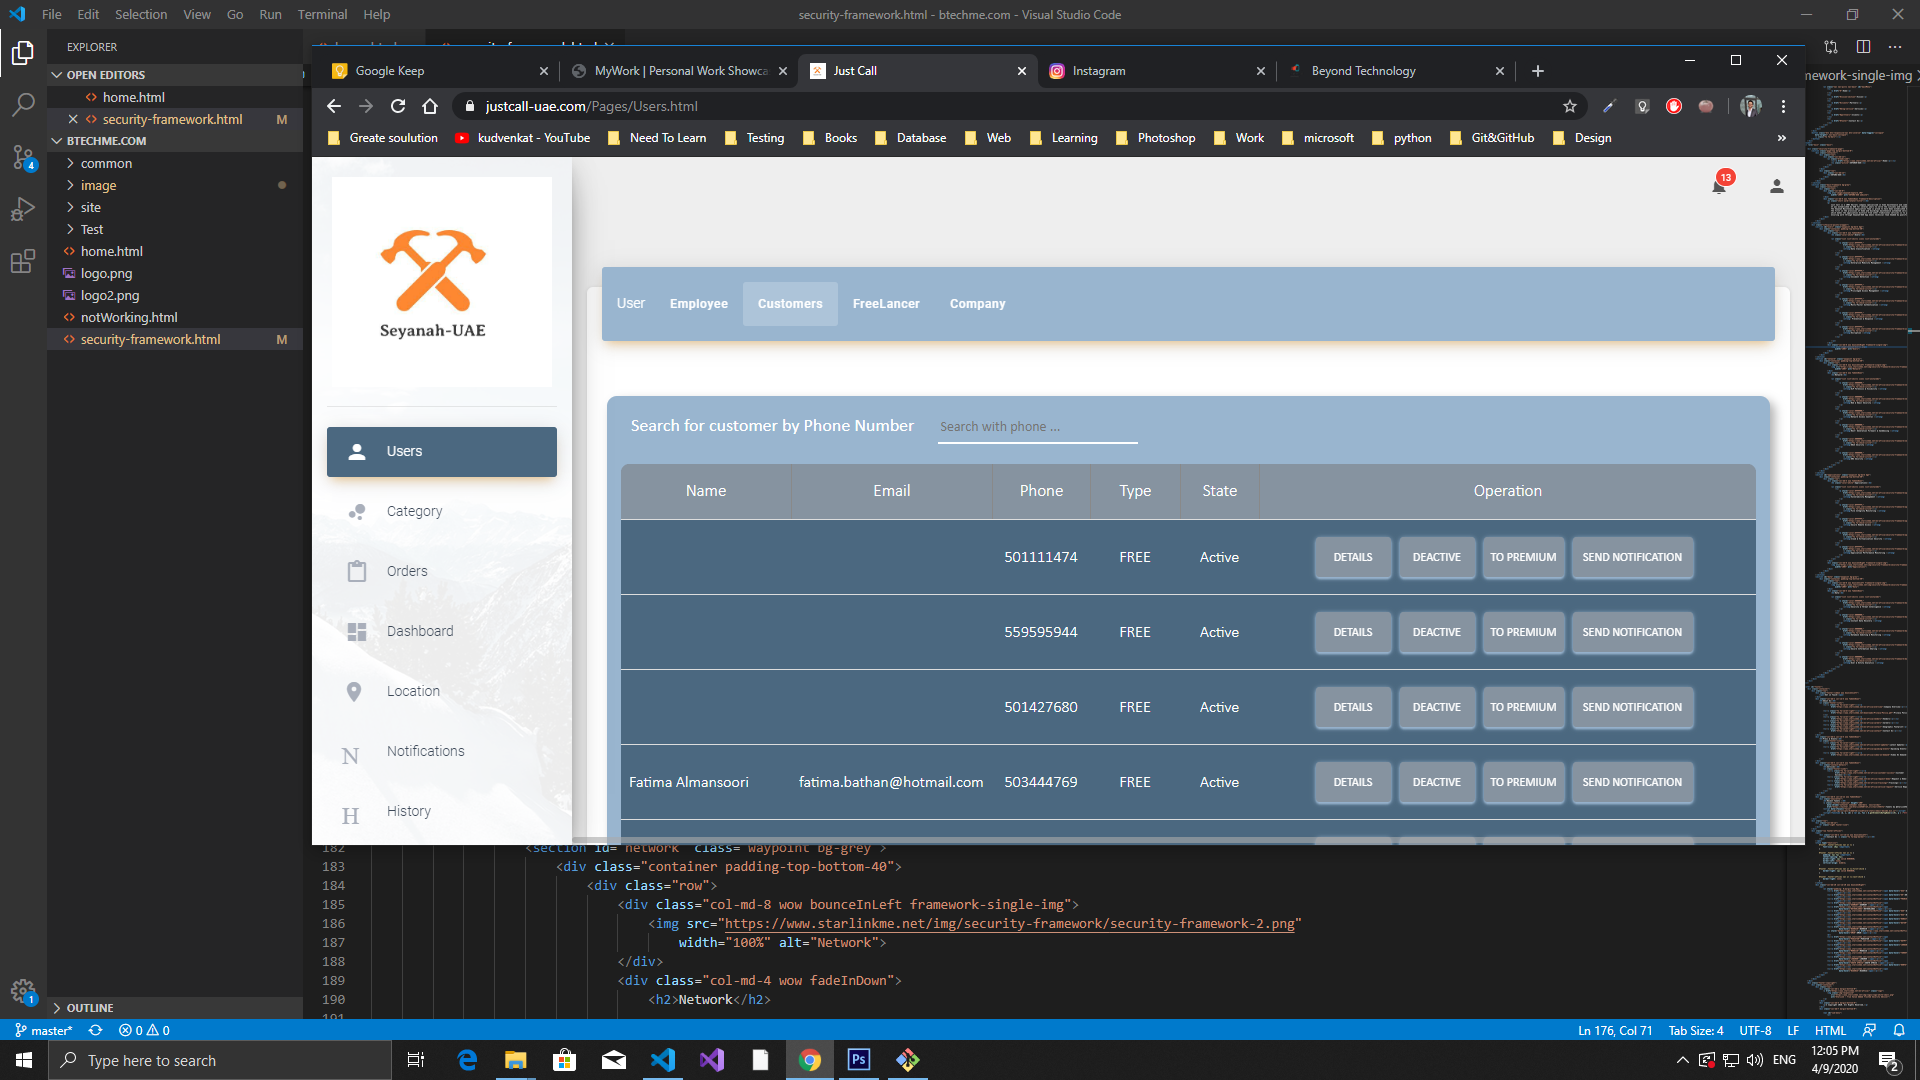 File Edit Selection View Go Run Terminal Help
security-framework.html - btechme.com - Visual Studio Code
EXPLORER
OPEN EDITORS
home.html
security-framework.html M
BTECHME.COM
common
image
site
Test
home.html
logo.png
logo2.png
notWorking.html
security-framework.html M
OUTLINE
4
1
Google Keep
MyWork | Personal Work Showca
Just Call
Instagram
Beyond Technology
mework-single-img
justcall-uae.com/Pages/Users.html
Greate soulution
kudvenkat - YouTube
Need To Learn
Testing
Books
Database
Web
Learning
Photoshop
Work
microsoft
python
Git&GitHub
Design
»
13
Seyanah-UAE
Users
Category
Orders
Dashboard
Location
N Notifications
H History
User Employee Customers FreeLancer Company
Search for customer by Phone Number Search with phone ...
Name Email Phone Type State Operation
501111474 FREE Active DETAILS DEACTIVE TO PREMIUM SEND NOTIFICATION
559595944 FREE Active DETAILS DEACTIVE TO PREMIUM SEND NOTIFICATION
501427680 FREE Active DETAILS DEACTIVE TO PREMIUM SEND NOTIFICATION
Fatima Almansoori fatima.bathan@hotmail.com 503444769 FREE Active DETAILS DEACTIVE TO PREMIUM SEND NOTIFICATION
182 <section id="network" class="waypoint bg-grey">
183 <div class="container padding-top-bottom-40">
184 <div class="row">
185 <div class="col-md-8 wow bounceInLeft framework-single-img">
186 <img src="https://www.starlinkme.net/img/security-framework/security-framework-2.png"
187 width="100%" alt="Network">
188 </div>
189 <div class="col-md-4 wow fadeInDown">
190 <h2>Network</h2>
191
master* 0 0
Ln 176, Col 71 Tab Size: 4 UTF-8 LF HTML
Type here to search
Ps
ENG
12:05 PM
4/9/2020
2